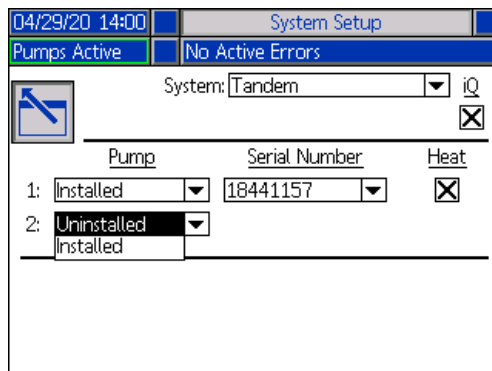 04/29/20 14:00 System Setup
Pumps Active No Active Errors
System: Tandem iQ
Pump Serial Number Heat
1: Installed 18441157
2: Uninstalled
Installed